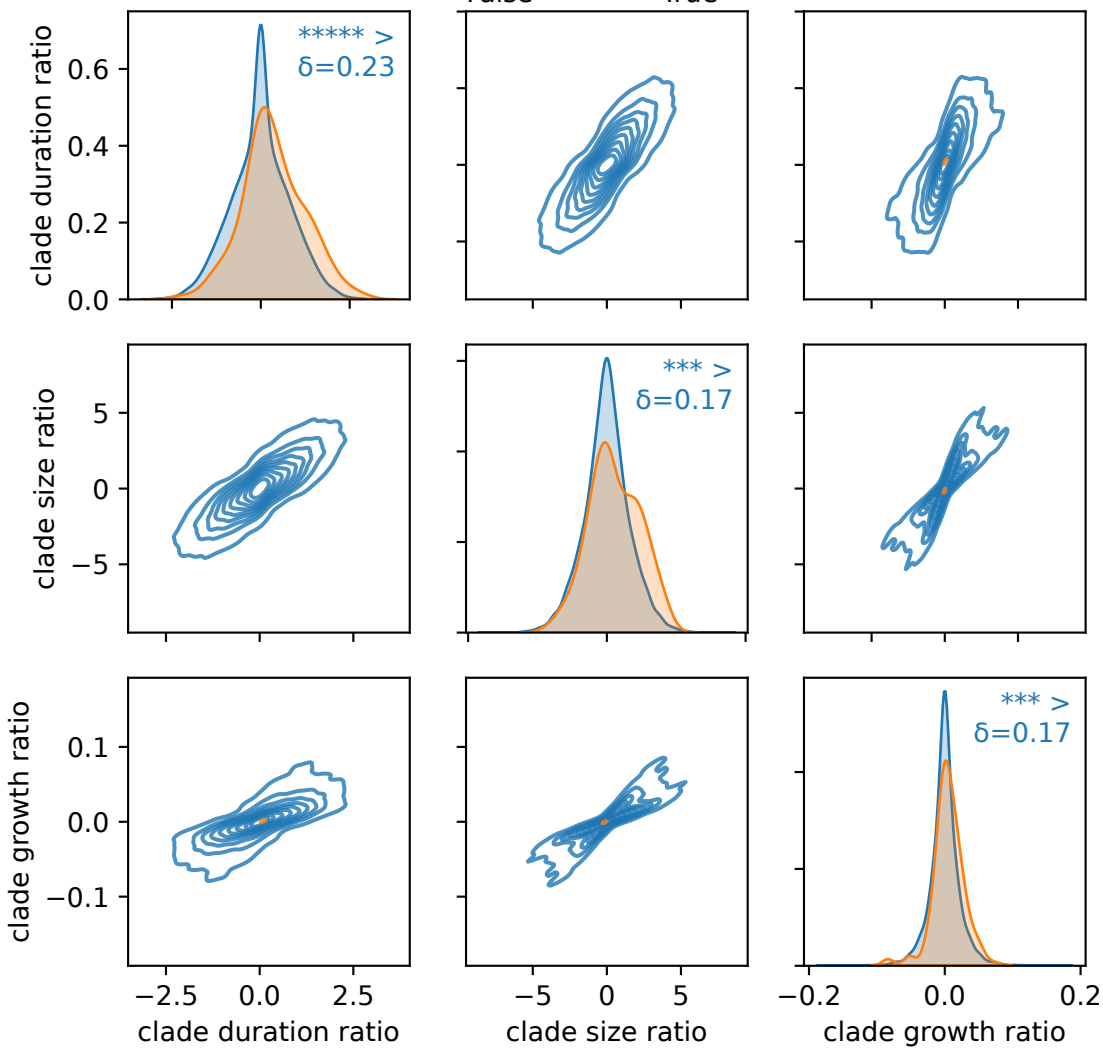 True
clade duration ratio
0.6
0.4
0.2
0.0
***** >
δ=0.23
clade size ratio
5
0
−5
*** >
δ=0.17
clade growth ratio
0.1
0.0
−0.1
*** >
δ=0.17
−2.5 0.0 2.5
−5 0 5
−0.2 0.0 0.2
clade duration ratio
clade size ratio
clade growth ratio